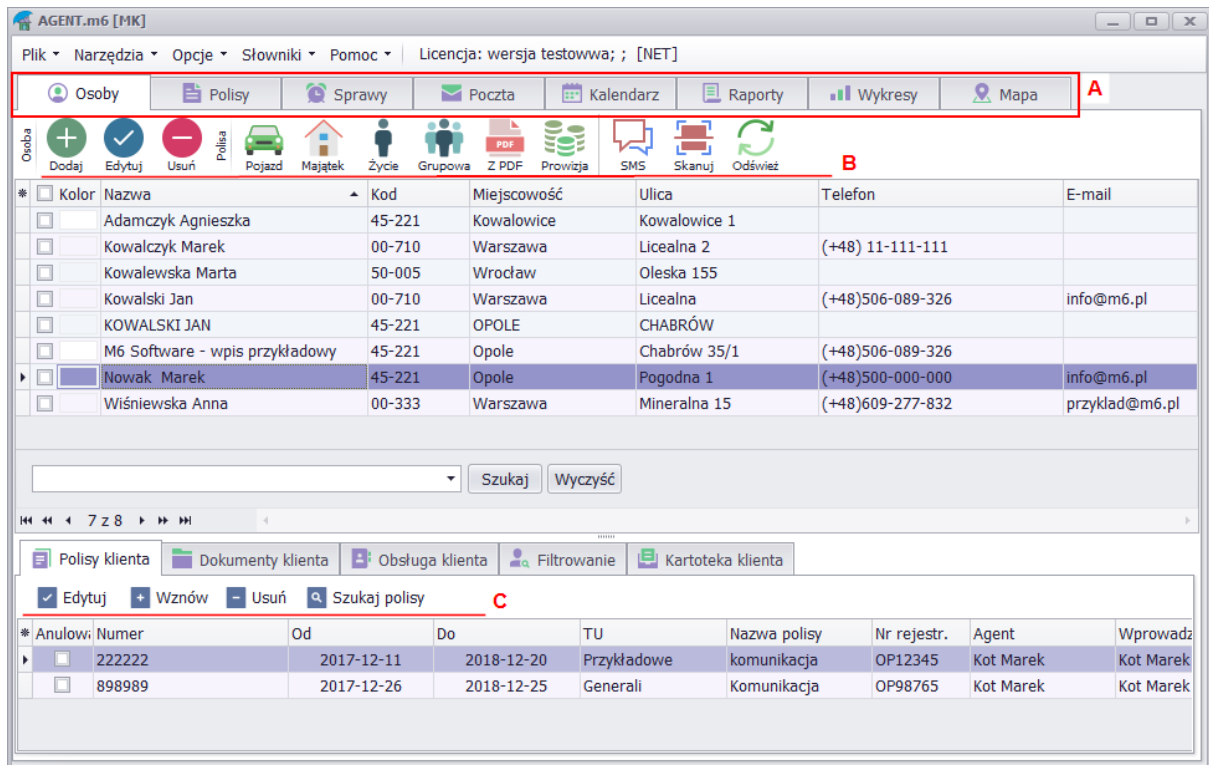 AGENT.m6 [MK]
Plik Narzędzia Opcje Słowniki Pomoc Licencja: wersja testowwa; ; [NET]
Osoby Polisy Sprawy Poczta Kalendarz Raporty Wykresy Mapa A
Osoba Dodaj Edytuj Usuń Polisa Pojazd Majątek Życie Grupowa PDF Z PDF Prowizja SMS Skanuj Odśwież B
Kolor Nazwa Kod Miejscowość Ulica Telefon E-mail
Adamczyk Agnieszka 45-221 Kowalowice Kowalowice 1
Kowalczyk Marek 00-710 Warszawa Licealna 2 (+48) 11-111-111
Kowalewska Marta 50-005 Wrocław Oleska 155
Kowalski Jan 00-710 Warszawa Licealna (+48)506-089-326 info@m6.pl
KOWALSKI JAN 45-221 OPOLE CHABRÓW
M6 Software - wpis przykładowy 45-221 Opole Chabrów 35/1 (+48)506-089-326
Nowak Marek 45-221 Opole Pogodna 1 (+48)500-000-000 info@m6.pl
Wiśniewska Anna 00-333 Warszawa Mineralna 15 (+48)609-277-832 przyklad@m6.pl
Szukaj Wyczyść
7 z 8
Polisy klienta Dokumenty klienta Obsługa klienta Filtrowanie Kartoteka klienta
Edytuj Wznów Usuń Szukaj polisy C
Anulowa Numer Od Do TU Nazwa polisy Nr rejestr. Agent Wprowadz
222222 2017-12-11 2018-12-20 Przykładowe komunikacja OP12345 Kot Marek Kot Marek
898989 2017-12-26 2018-12-25 Generali Komunikacja OP98765 Kot Marek Kot Marek